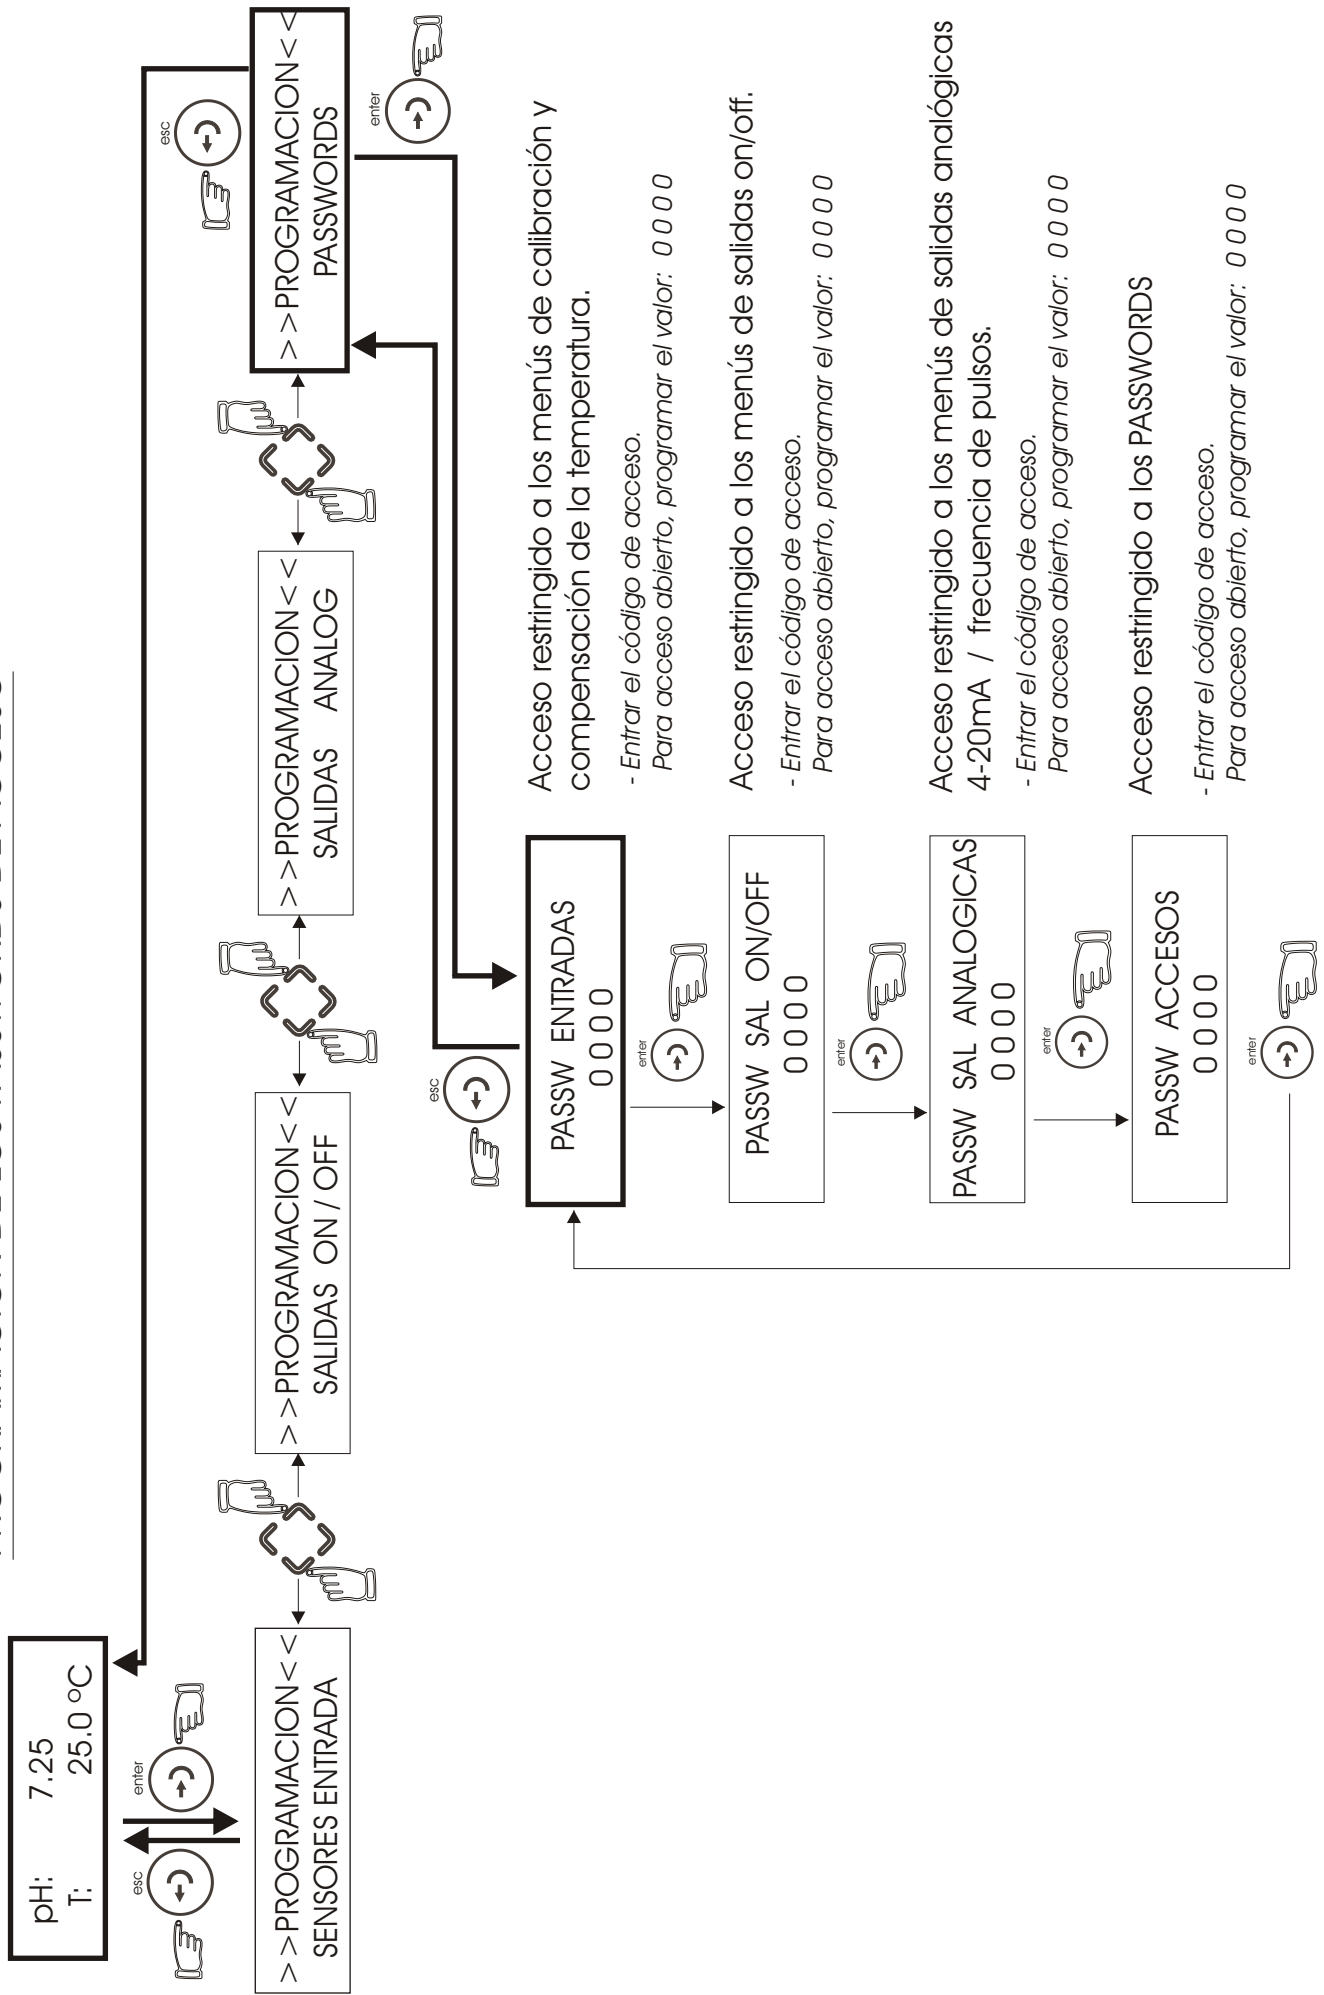 pH: 7.25
T: 25.0 ºC
esc
enter
> >PROGRAMACION< <
SENSORES ENTRADA
> >PROGRAMACION< <
SALIDAS ON / OFF
> >PROGRAMACION< <
SALIDAS ANALOG
> >PROGRAMACION< <
PASSWORDS
esc
enter
esc
PASSW ENTRADAS
0 0 0 0
Acceso restringido a los menús de calibración y
compensación de la temperatura.
- Entrar el código de acceso.
Para acceso abierto, programar el valor: 0 0 0 0
enter
PASSW SAL ON/OFF
0 0 0 0
Acceso restringido a los menús de salidas on/off.
- Entrar el código de acceso.
Para acceso abierto, programar el valor: 0 0 0 0
enter
PASSW SAL ANALOGICAS
0 0 0 0
Acceso restringido a los menús de salidas analógicas
4-20mA / frecuencia de pulsos.
- Entrar el código de acceso.
Para acceso abierto, programar el valor: 0 0 0 0
enter
PASSW ACCESOS
0 0 0 0
Acceso restringido a los PASSWORDS
- Entrar el código de acceso.
Para acceso abierto, programar el valor: 0 0 0 0
enter